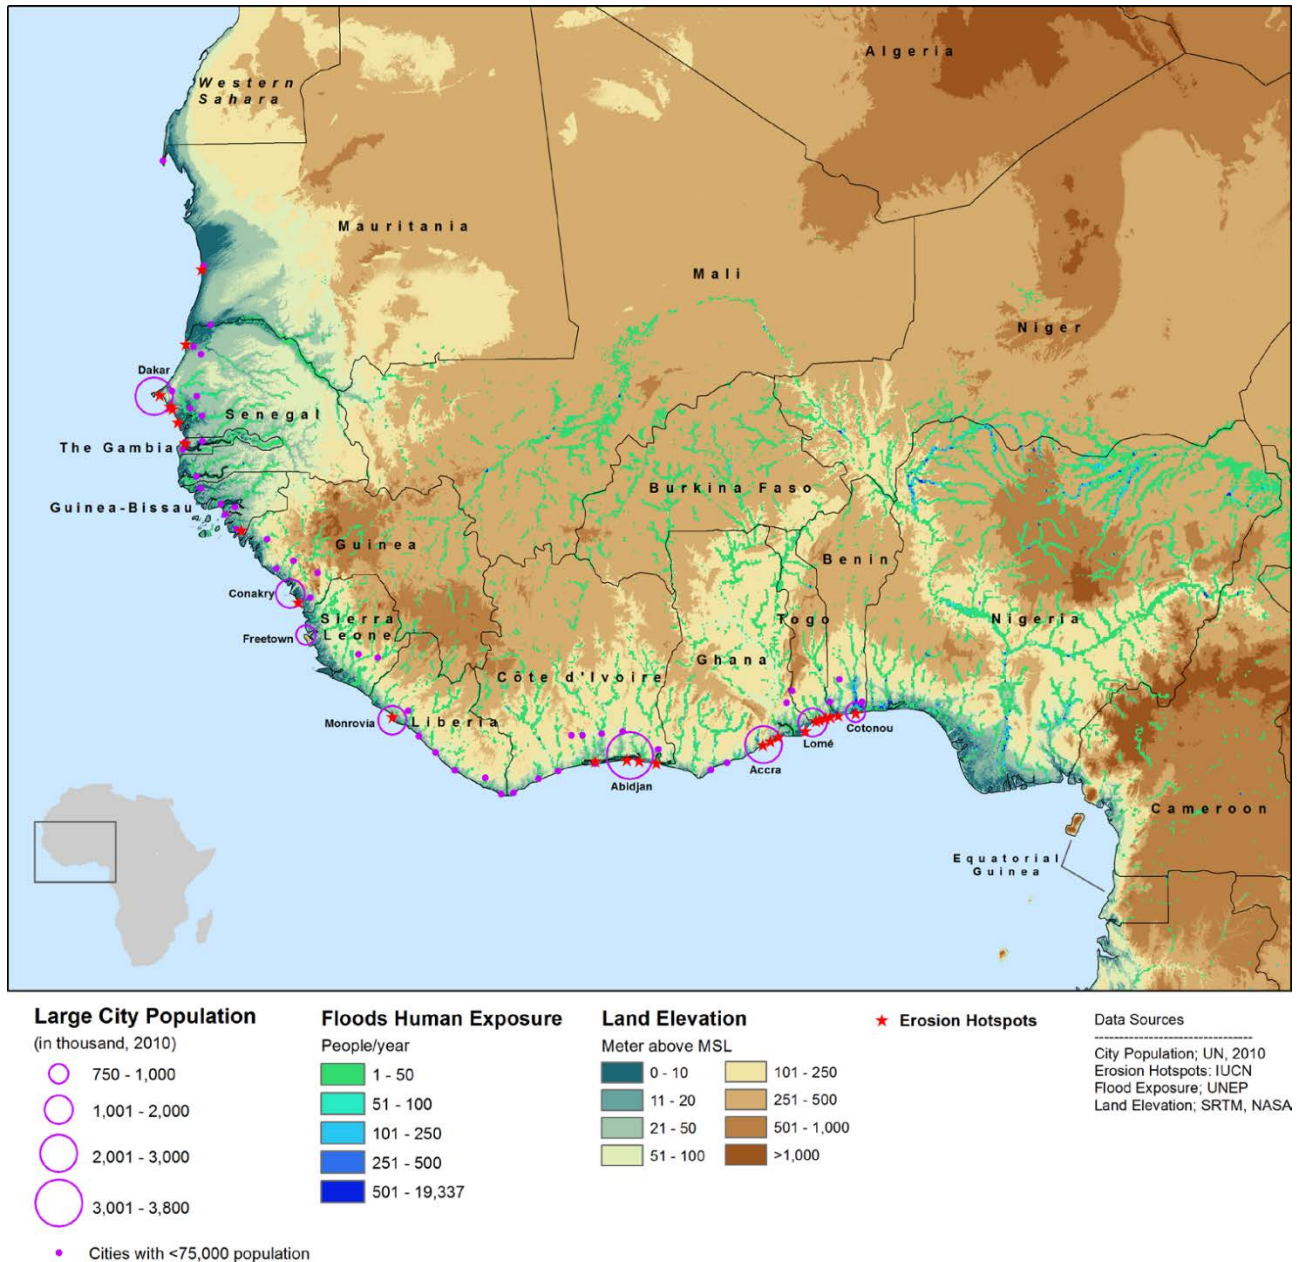 Algeria
Western
Sahara
Mauritania
Mali
Niger
Dakar
Senegal
The Gambia
Burkina Faso
Guinea-Bissau
Guinea
Benin
Conakry
Sierra
Leone
Togo
Nigeria
Freetown
Ghana
Côte d'Ivoire
Monrovia
Liberia
Cotonou
Lomé
Accra
Abidjan
Cameroon
Equatorial
Guinea
Large City Population
(in thousand, 2010)
750 - 1,000
1,001 - 2,000
2,001 - 3,000
3,001 - 3,800
Cities with <75,000 population
Floods Human Exposure
People/year
1 - 50
51 - 100
101 - 250
251 - 500
501 - 19,337
Land Elevation
Meter above MSL
0 - 10
11 - 20
21 - 50
51 - 100
101 - 250
251 - 500
501 - 1,000
>1,000
Erosion Hotspots
Data Sources
--------------------------------
City Population; UN, 2010
Erosion Hotspots: IUCN
Flood Exposure; UNEP
Land Elevation; SRTM, NASA